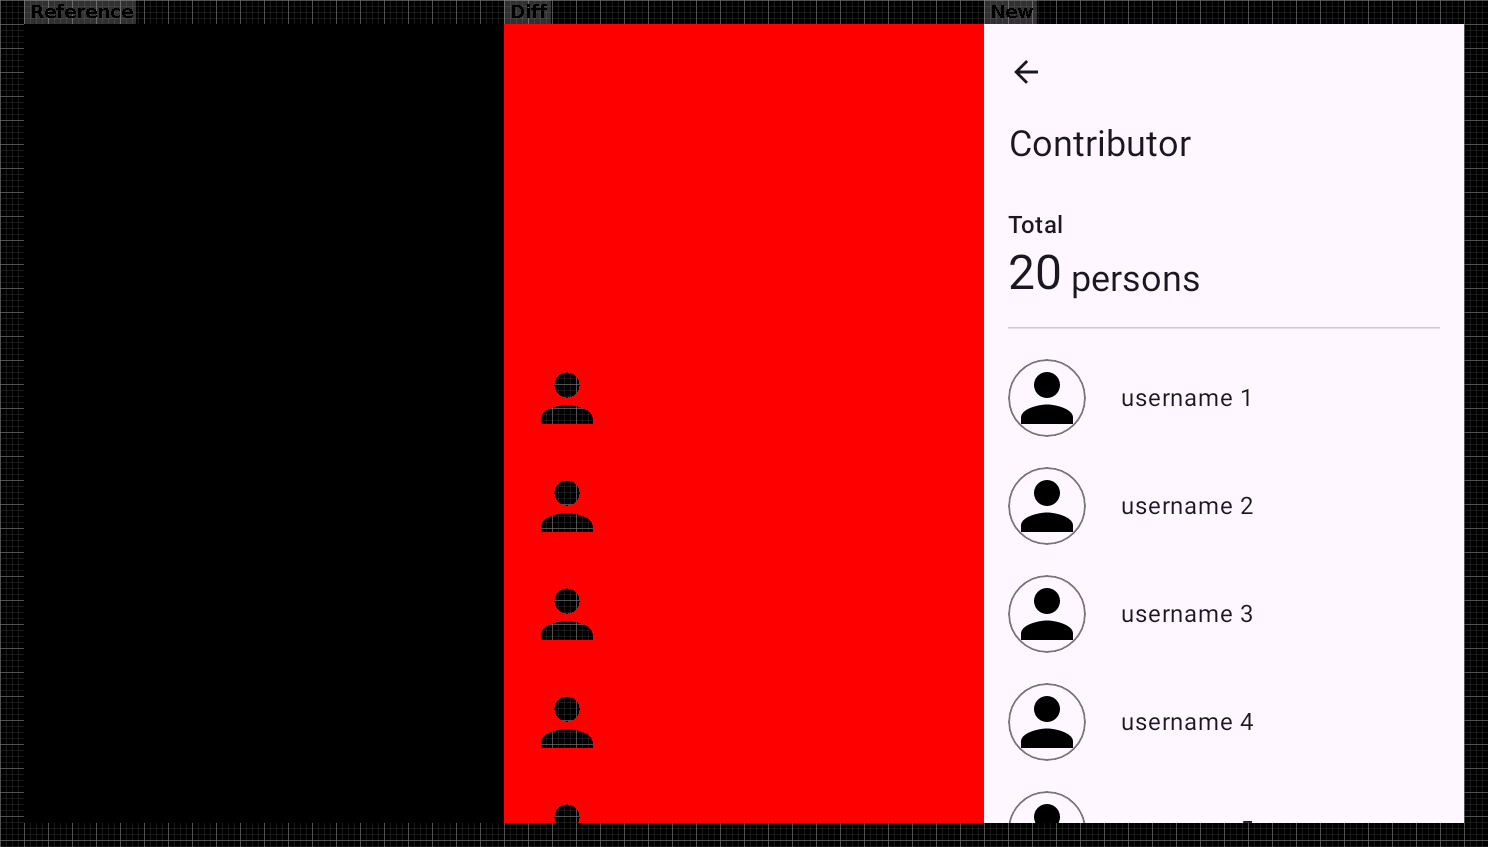 Reference
Diff
New
Contributor
Total
20 persons
username 1
username 2
username 3
username 4